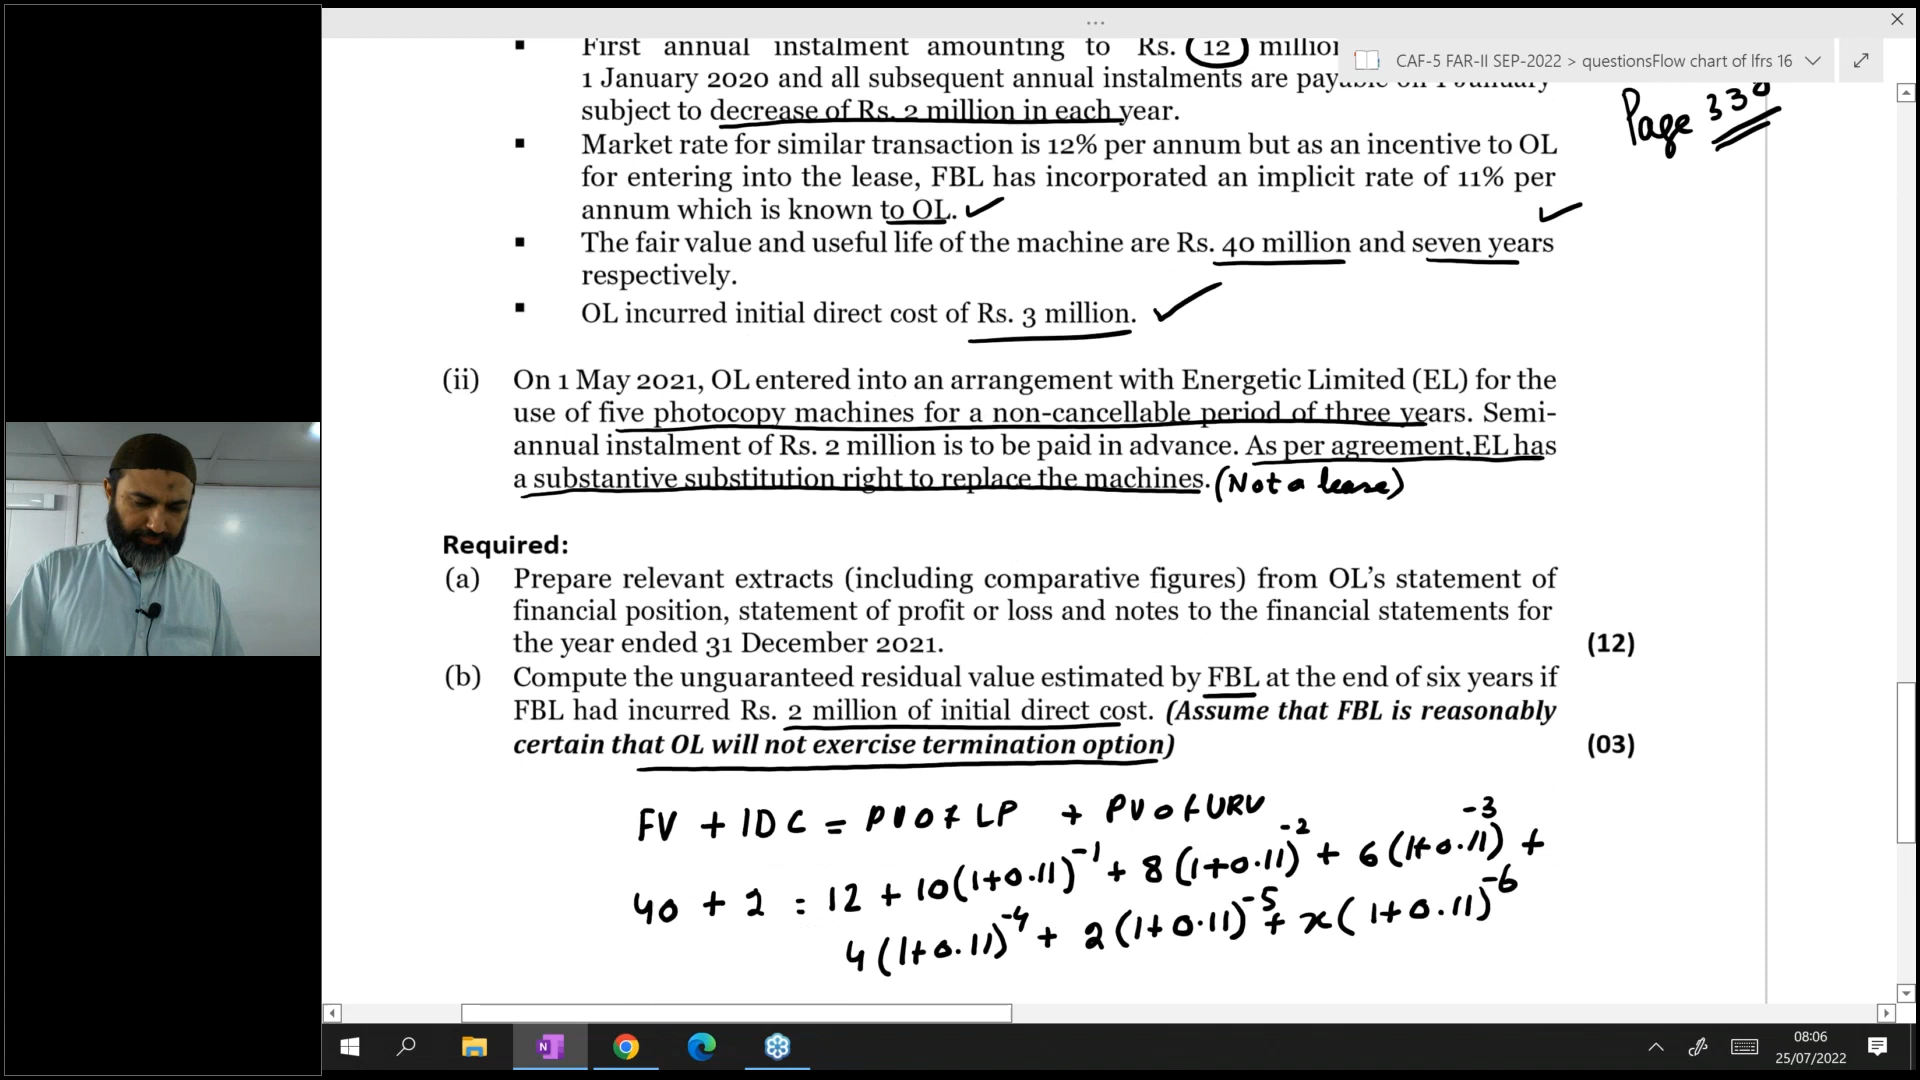 First annual instalment amounting to Rs. 12 million
CAF-5 FAR-II SEP-2022 > questionsFlow chart of Ifrs 16
1 January 2020 and all subsequent annual instalments are payable on 1 January
subject to decrease of Rs. 2 million in each year.
Page 330
▪ Market rate for similar transaction is 12% per annum but as an incentive to OL
for entering into the lease, FBL has incorporated an implicit rate of 11% per
annum which is known to OL.
▪ The fair value and useful life of the machine are Rs. 40 million and seven years
respectively.
▪ OL incurred initial direct cost of Rs. 3 million.
(ii) On 1 May 2021, OL entered into an arrangement with Energetic Limited (EL) for the
use of five photocopy machines for a non-cancellable period of three years. Semi-
annual instalment of Rs. 2 million is to be paid in advance. As per agreement,EL has
a substantive substitution right to replace the machines. (Not a lease)
Required:
(a) Prepare relevant extracts (including comparative figures) from OL's statement of
financial position, statement of profit or loss and notes to the financial statements for
the year ended 31 December 2021. (12)
(b) Compute the unguaranteed residual value estimated by FBL at the end of six years if
FBL had incurred Rs. 2 million of initial direct cost. (Assume that FBL is reasonably
certain that OL will not exercise termination option) (03)
FV + IDC = PV OF LP + PV of URV
40 + 2 = 12 + 10(1+0.11)^-1 + 8(1+0.11)^-2 + 6(1+0.11)^-3 +
4(1+0.11)^-4 + 2(1+0.11)^-5 + x(1+0.11)^-6
08:06
25/07/2022